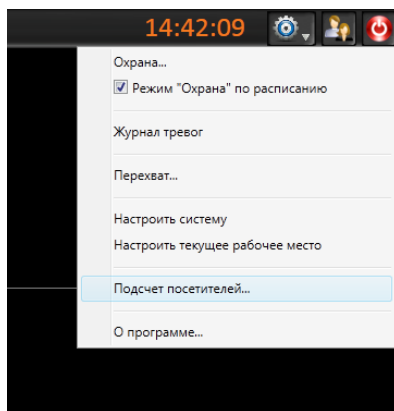 14:42:09
Охрана...
Режим "Охрана" по расписанию
Журнал тревог
Перехват...
Настроить систему
Настроить текущее рабочее место
Подсчет посетителей...
О программе...